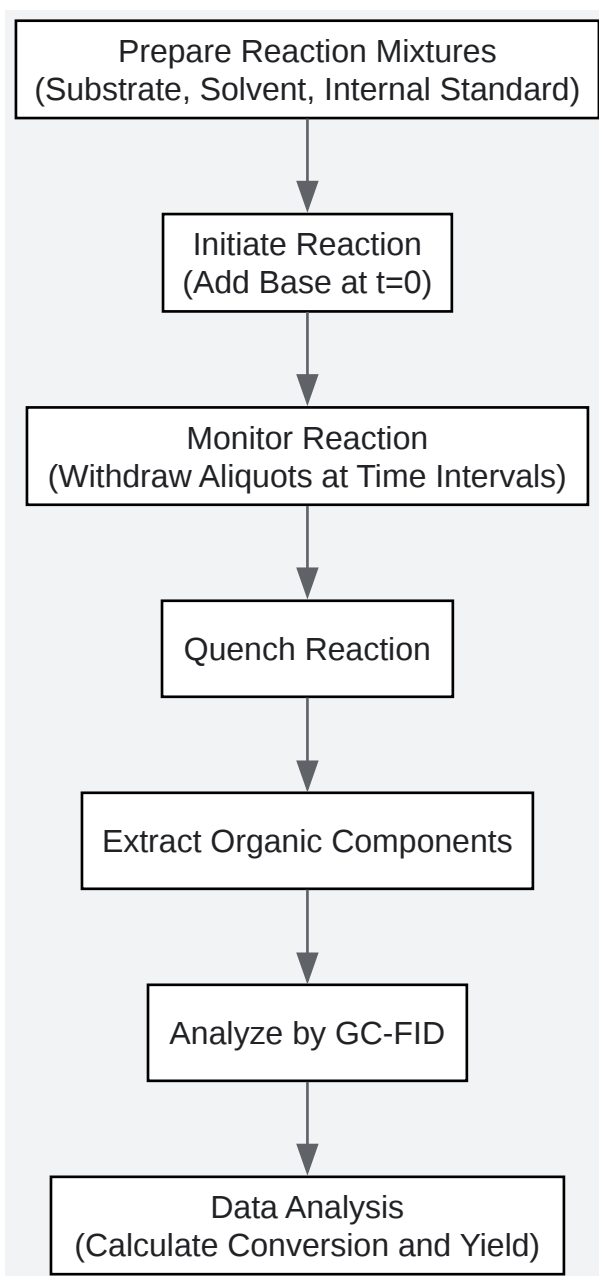 Prepare Reaction Mixtures
(Substrate, Solvent, Internal Standard)
Initiate Reaction
(Add Base at t=0)
Monitor Reaction
(Withdraw Aliquots at Time Intervals)
Quench Reaction
Extract Organic Components
Analyze by GC-FID
Data Analysis
(Calculate Conversion and Yield)